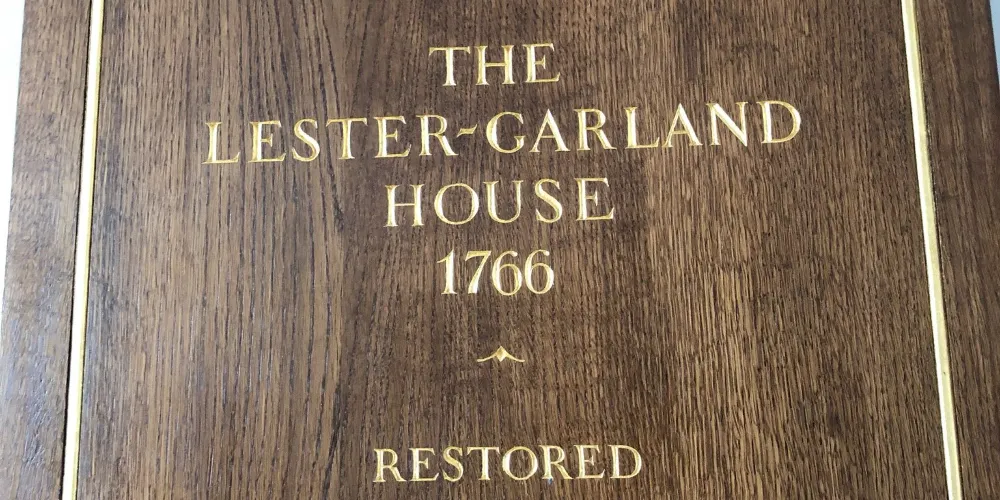 THE
LESTER-GARLAND
HOUSE
1766
RESTORED